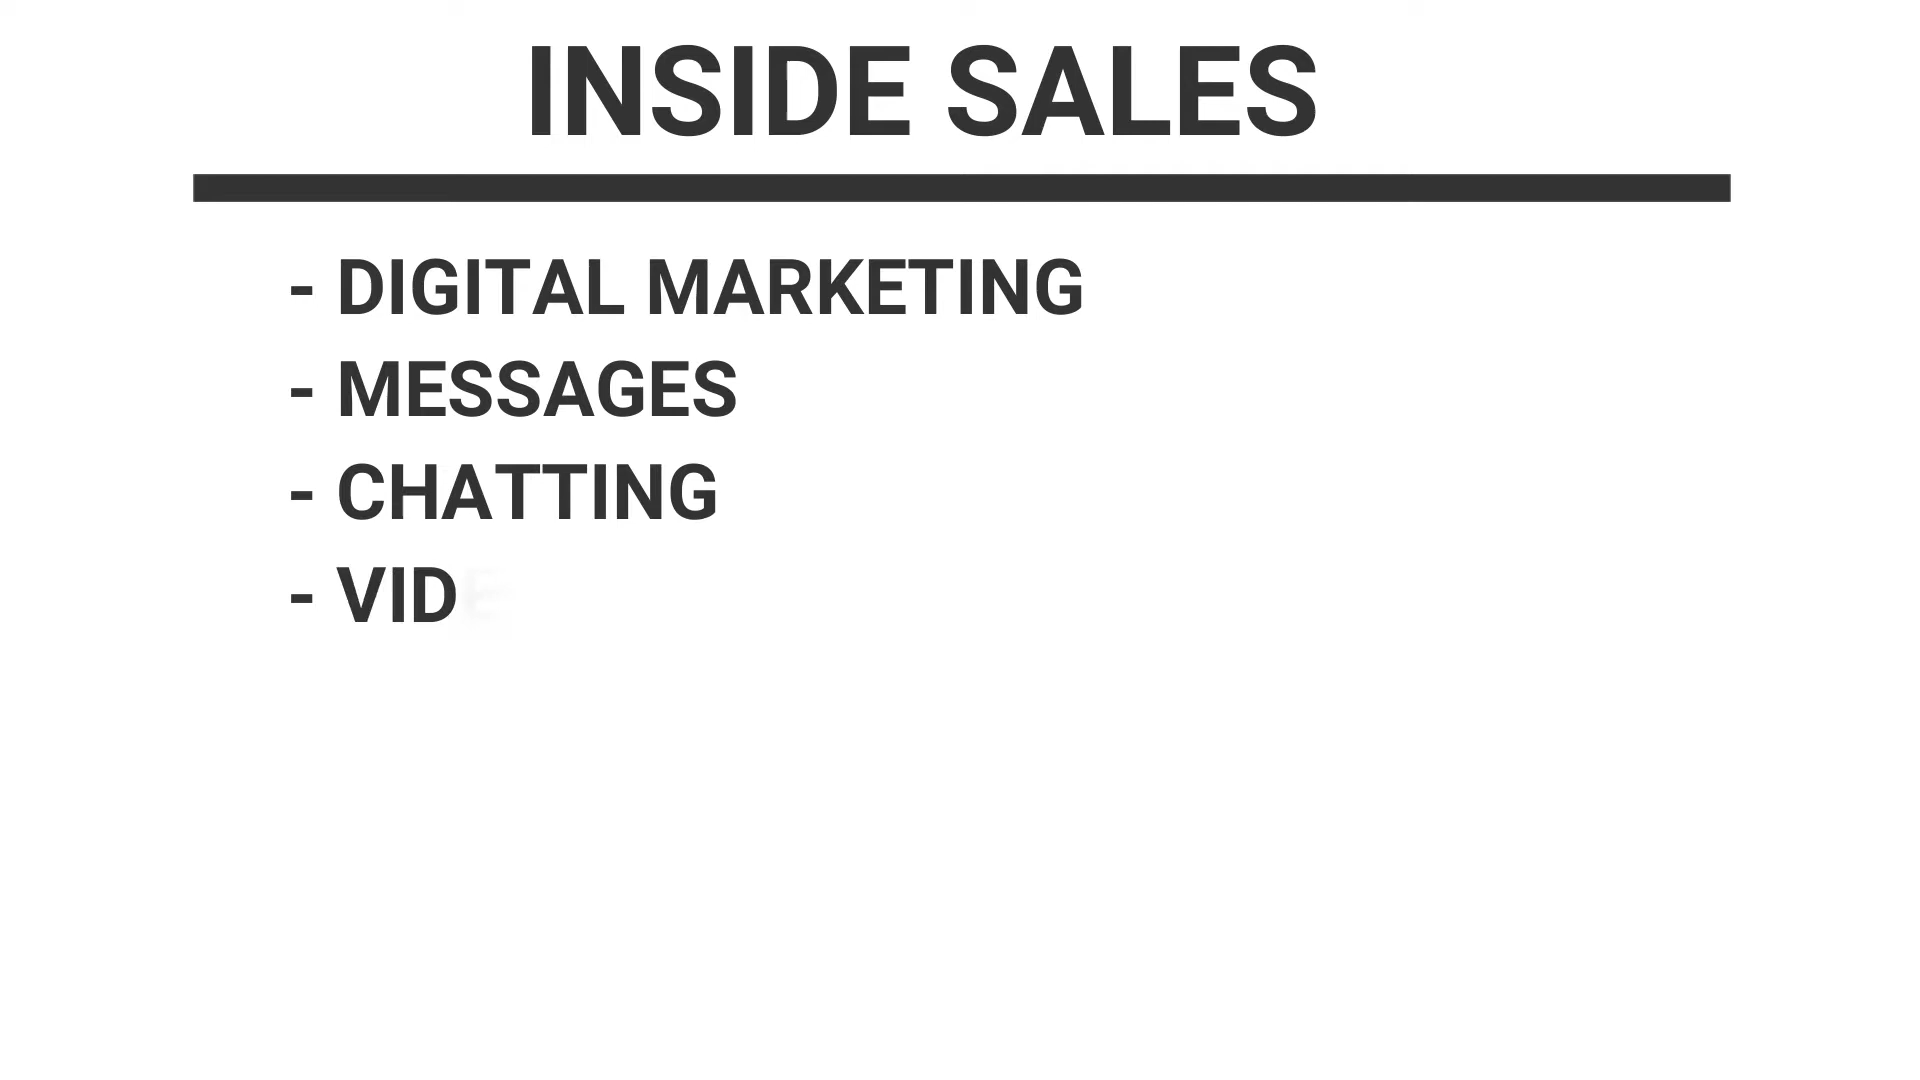 INSIDE SALES
- DIGITAL MARKETING
- MESSAGES
- CHATTING
- VID